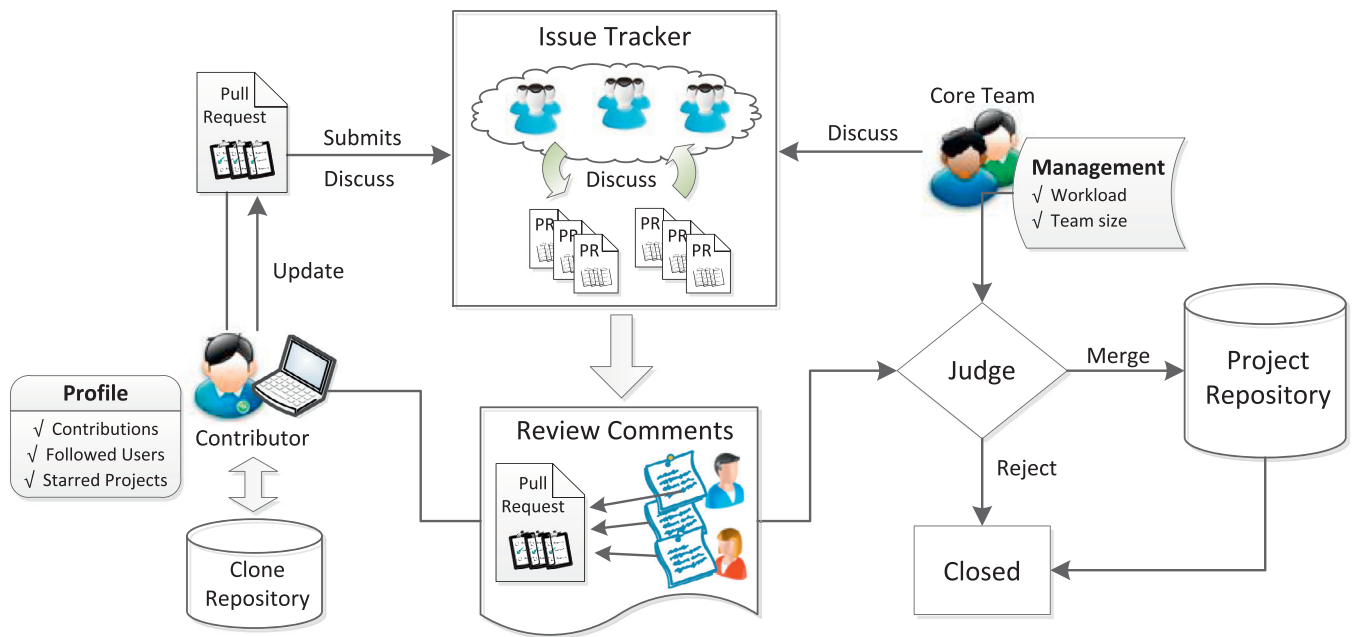 Issue Tracker
Pull
Request
Submits
Discuss
Discuss
PR
PR
PR
PR
PR
PR
Discuss
Core Team
Management
√ Workload
√ Team size
Update
Profile
√ Contributions
√ Followed Users
√ Starred Projects
Contributor
Clone
Repository
Review Comments
Pull
Request
Judge
Merge
Project
Repository
Reject
Closed